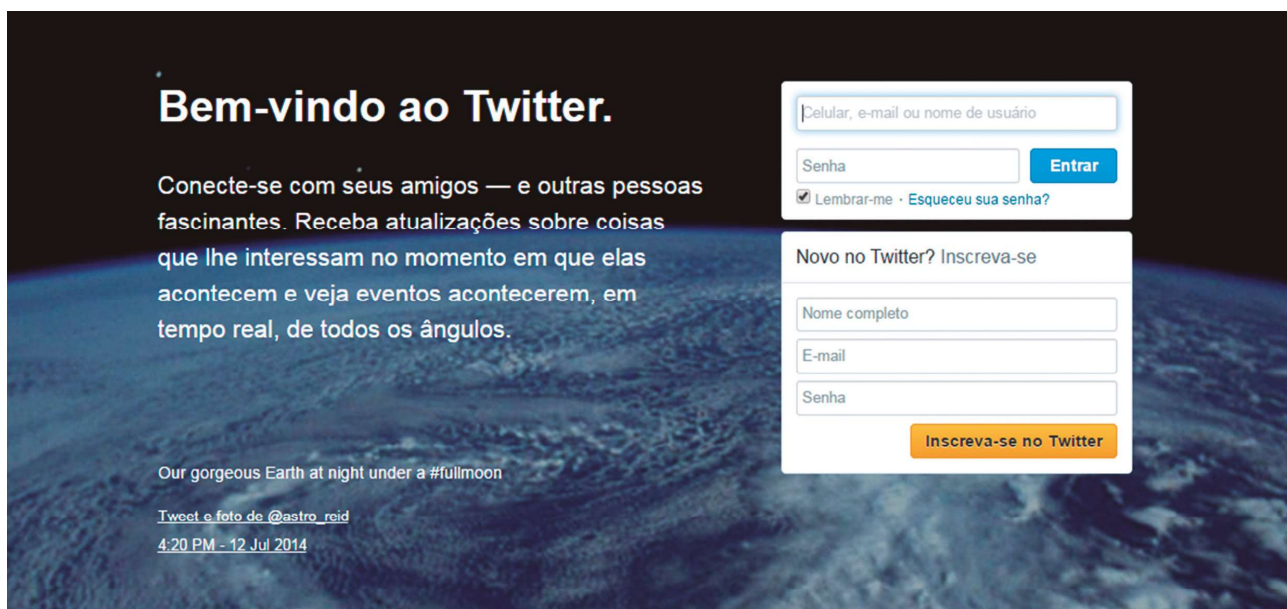 Bem-vindo ao Twitter.
Conecte-se com seus amigos — e outras pessoas
fascinantes. Receba atualizações sobre coisas
que lhe interessam no momento em que elas
acontecem e veja eventos acontecerem, em
tempo real, de todos os ângulos.
Our gorgeous Earth at night under a #fullmoon
Tweet e foto de @astro_reid
4:20 PM - 12 Jul 2014
Celular, e-mail ou nome de usuário
Senha
Entrar
Lembrar-me · Esqueceu sua senha?
Novo no Twitter? Inscreva-se
Nome completo
E-mail
Senha
Inscreva-se no Twitter